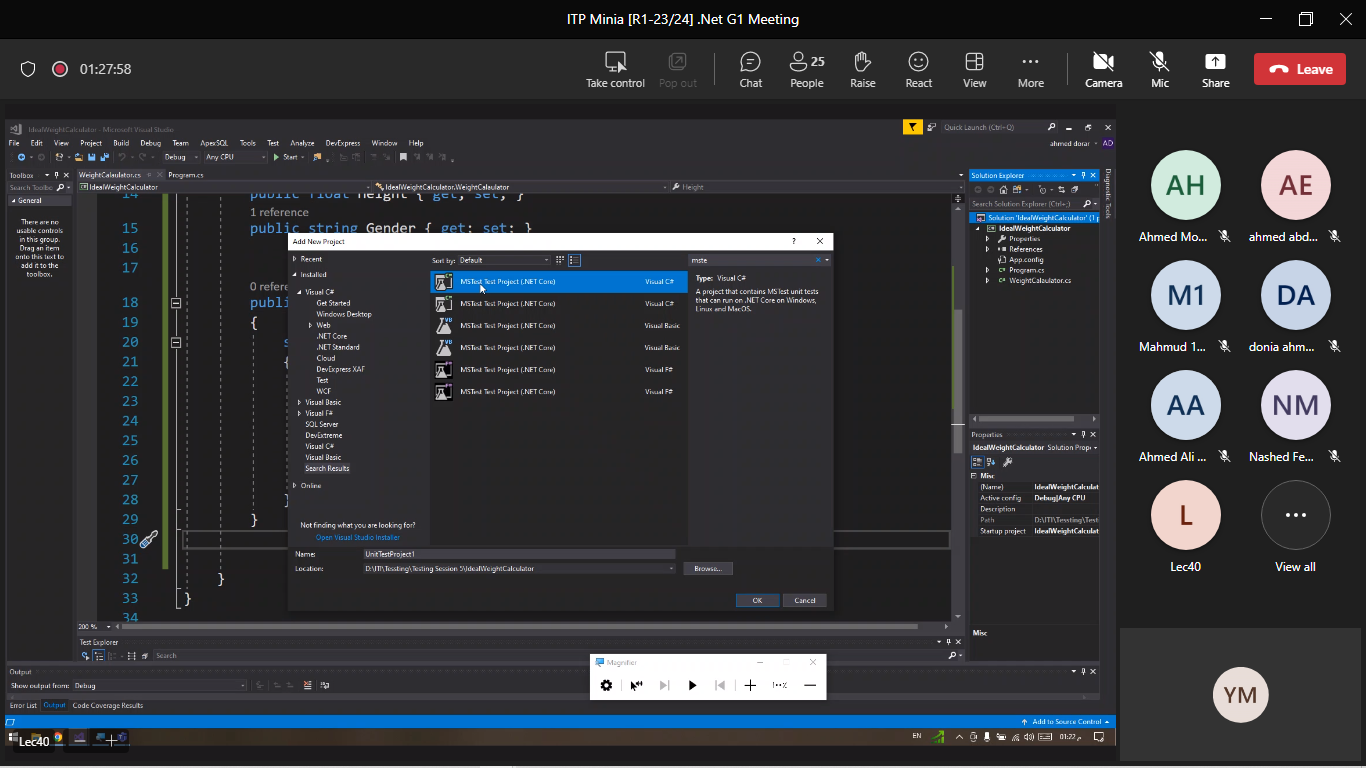 ITP Minia [R1-23/24] .Net G1 Meeting
01:27:58
Take control
Pop out
Chat
25
People
Raise
React
View
More
Camera
Mic
Share
Leave
IdealWeightCalculator - Microsoft Visual Studio
Quick Launch (Ctrl+Q)
File Edit View Project Build Debug Team ApexSQL Tools Test Analyze DevExpress Window Help
ahmed dorar AD
Debug Any CPU Start
Toolbox
Search Toolbo
General
There are no
usable controls
in this group.
Drag an item
onto this text to
add it to the
toolbox.
WeightCalaulator.cs Program.cs
IdealWeightCalculator IdealWeightCalculator.WeightCalaulator Height
14 public float Height { get; set; }
1 reference
15 public string Gender { get; set; }
16
17
0 refere
18 publi
19 {
20
21
22
23
24
25
26
27
28 }
29 }
30
31
32 }
33 }
34
200 %
Add New Project
Recent
Installed
Visual C#
Get Started
Windows Desktop
Web
.NET Core
.NET Standard
Cloud
DevExpress XAF
Test
WCF
Visual Basic
Visual F#
SQL Server
DevExtreme
Visual C#
Visual Basic
Search Results
Online
Not finding what you are looking for?
Open Visual Studio Installer
Sort by: Default
mste
MSTest Test Project (.NET Core) Visual C#
MSTest Test Project (.NET Core) Visual C#
MSTest Test Project (.NET Core) Visual Basic
MSTest Test Project (.NET Core) Visual Basic
MSTest Test Project (.NET Core) Visual F#
MSTest Test Project (.NET Core) Visual F#
Type: Visual C#
A project that contains MSTest unit tests
that can run on .NET Core on Windows,
Linux and MacOS.
Name: UnitTestProject1
Location: D:\ITI\Tessting\Testing Session 5\IdealWeightCalculator
Browse...
OK Cancel
Solution Explorer
Search Solution Explorer (Ctrl+;)
Solution 'IdealWeightCalculator' (1 p
IdealWeightCalculator
Properties
References
App.config
Program.cs
WeightCalaulator.cs
Diagnostic Tools
Properties
IdealWeightCalculator Solution Prop
Misc
(Name) IdealWeightCalculat
Active config Debug|Any CPU
Description
Path D:\ITI\Tessting\Test
Startup project IdealWeightCalculat
Misc
Test Explorer
Search
Output
Show output from: Debug
Error List Output Code Coverage Results
Magnifier
Add to Source Control
Lec40
EN
01:22
AH
Ahmed Mo...
AE
ahmed abd...
M1
Mahmud 1...
DA
donia ahm...
AA
Ahmed Ali ...
NM
Nashed Fe...
L
Lec40
View all
YM